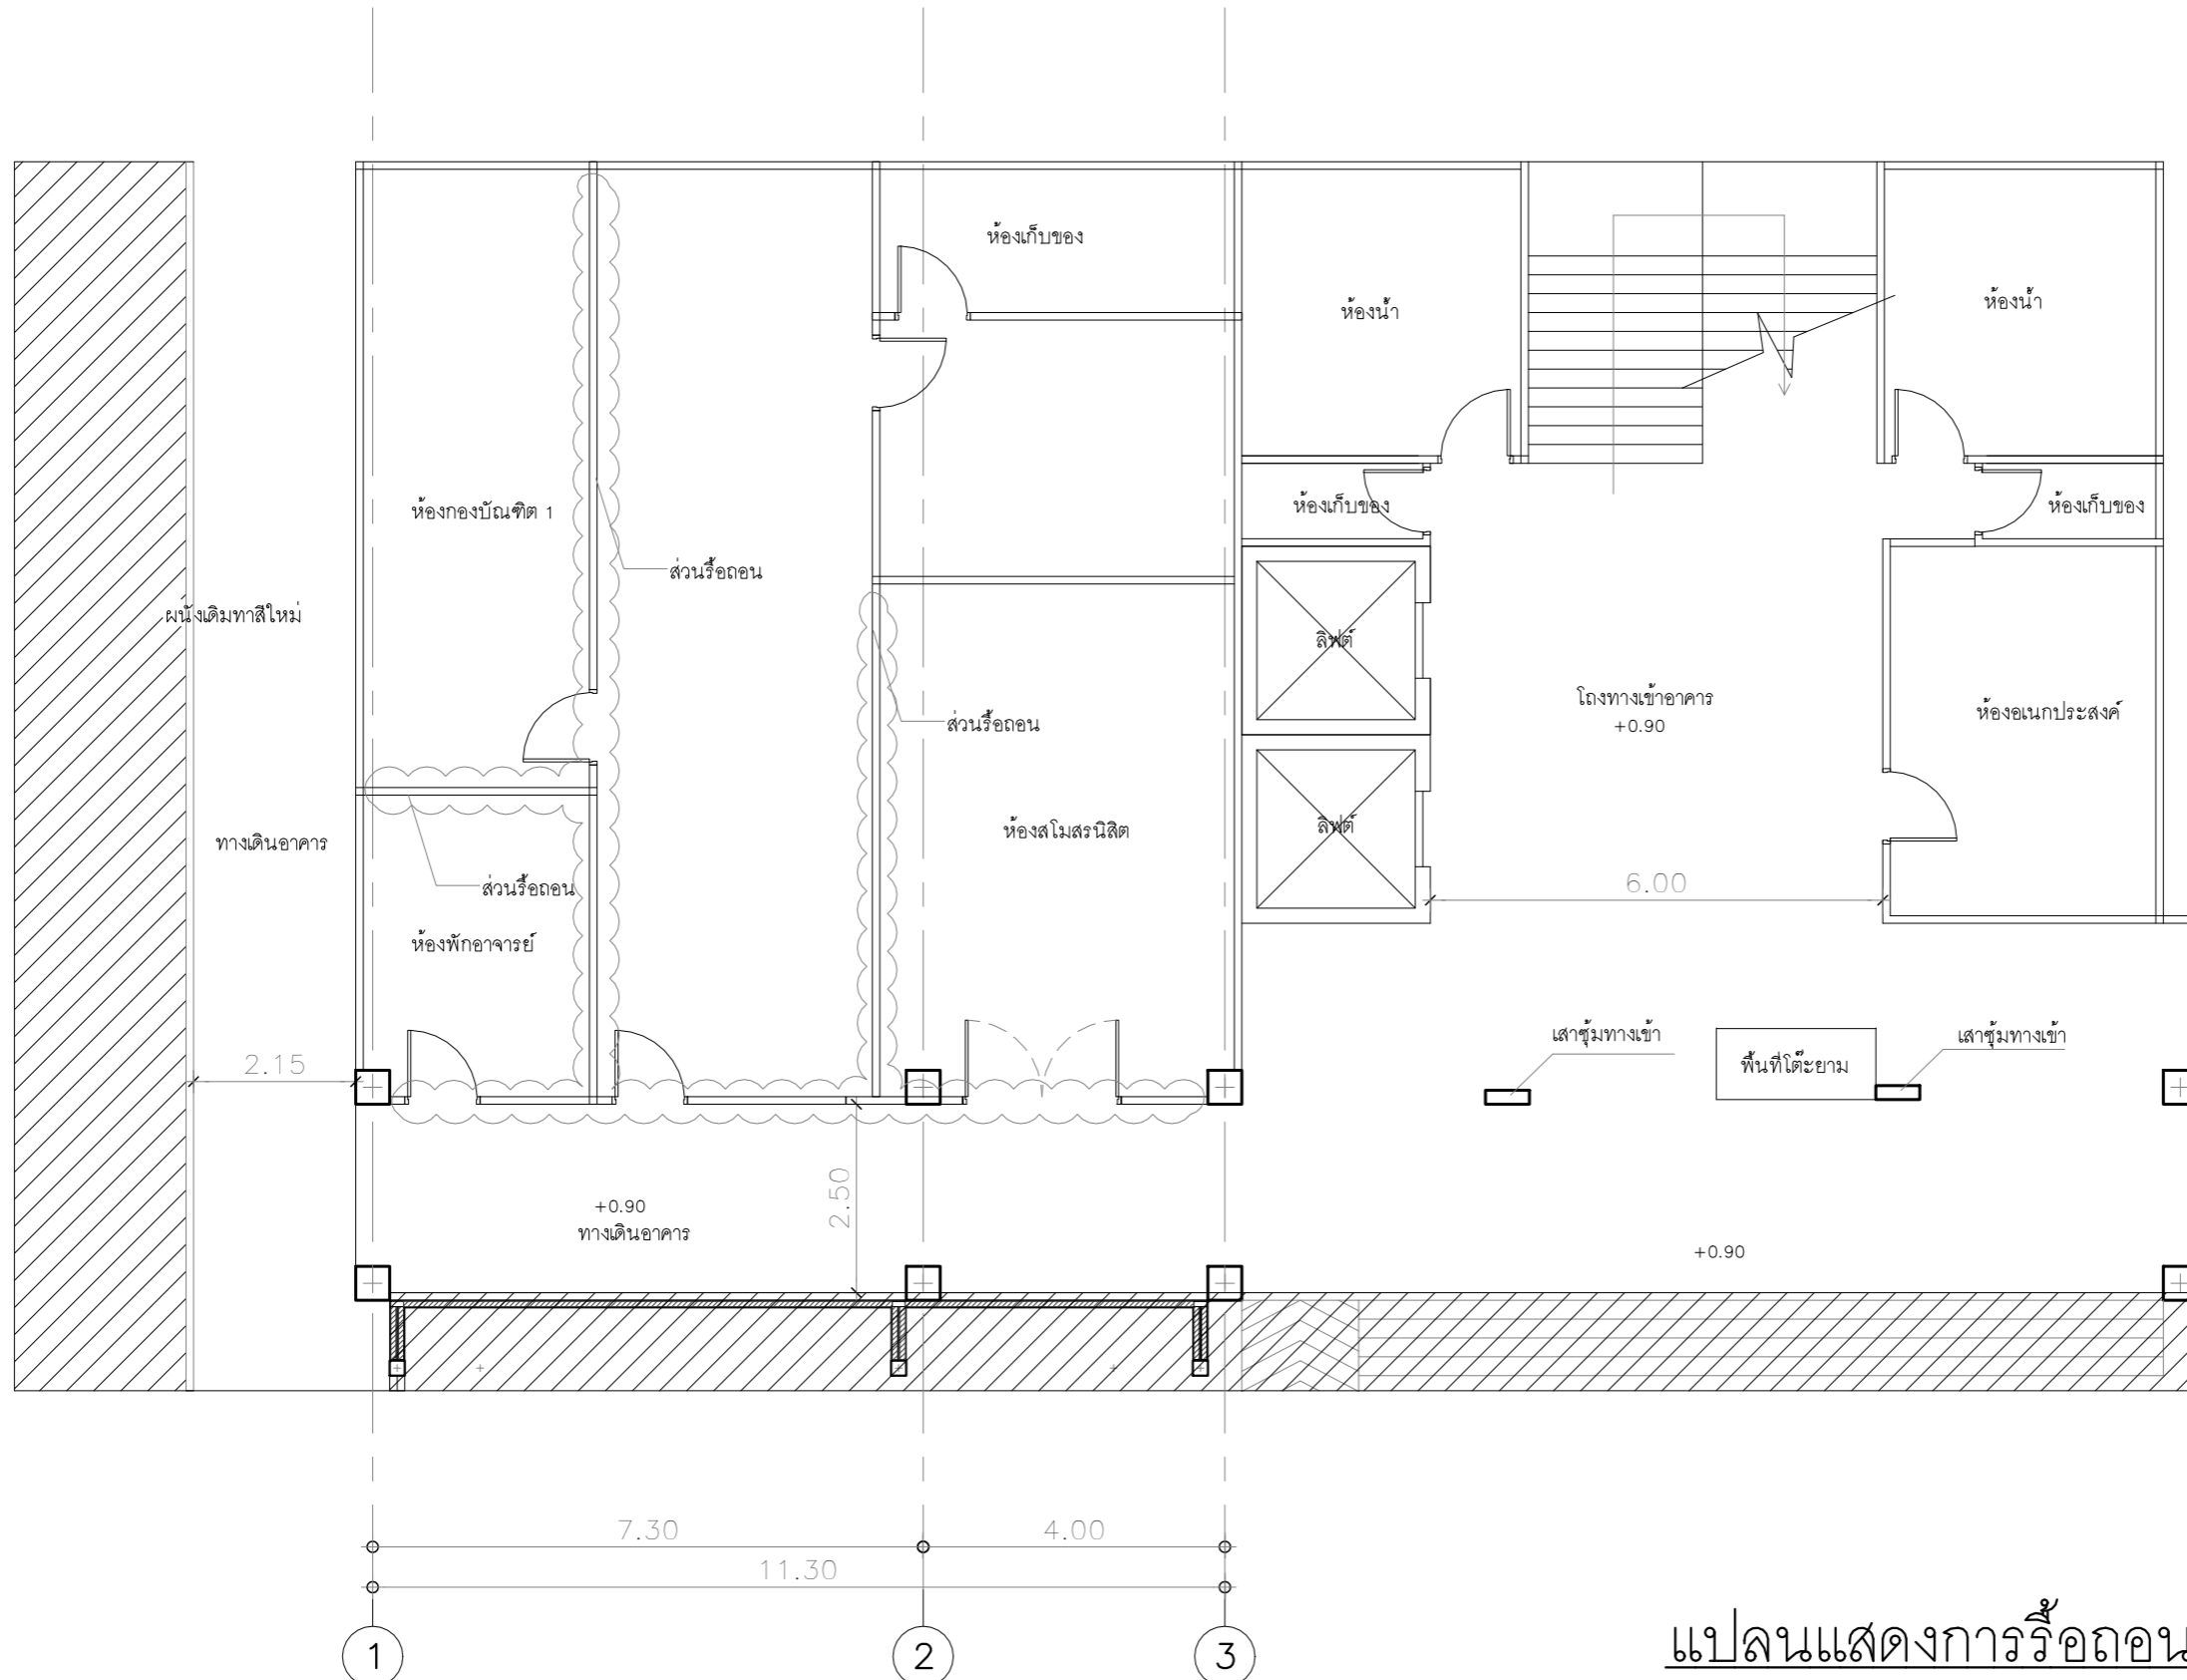 ห้องเก็บของ
ห้องน้ำ
ห้องน้ำ
ห้องกองบัณฑิต 1
ห้องเก็บของ
ห้องเก็บของ
ส่วนรื้อถอน
ผนังเดิมทาสีใหม่
ลิฟต์
โถงทางเข้าอาคาร
+0.90
ห้องอเนกประสงค์
ส่วนรื้อถอน
ลิฟต์
ห้องสโมสรนิสิต
ทางเดินอาคาร
ส่วนรื้อถอน
6.00
ห้องพักอาจารย์
เสาซุ้มทางเข้า
เสาซุ้มทางเข้า
พื้นที่โต๊ะยาม
2.15
2.50
+0.90
ทางเดินอาคาร
+0.90
7.30
4.00
11.30
1
2
3
แปลนแสดงการรื้อถอน